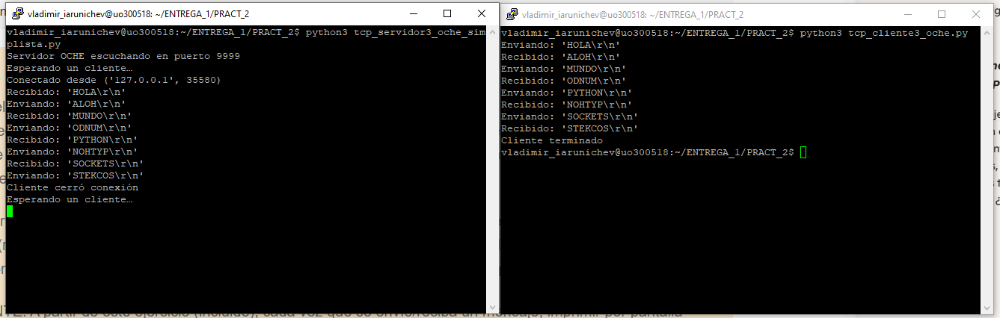 vladimir_iarunichev@uo300518: ~/ENTREGA_1/PRACT_2
vladimir_iarunichev@uo300518:~/ENTREGA_1/PRACT_2$ python3 tcp_servidor3_oche_sim
plista.py
Servidor OCHE escuchando en puerto 9999
Esperando un cliente…
Conectado desde ('127.0.0.1', 35580)
Recibido: 'HOLA\r\n'
Enviando: 'ALOH\r\n'
Recibido: 'MUNDO\r\n'
Enviando: 'ODNUM\r\n'
Recibido: 'PYTHON\r\n'
Enviando: 'NOHTYP\r\n'
Recibido: 'SOCKETS\r\n'
Enviando: 'STEKCOS\r\n'
Cliente cerró conexión
Esperando un cliente…
vladimir_iarunichev@uo300518: ~/ENTREGA_1/PRACT_2
vladimir_iarunichev@uo300518:~/ENTREGA_1/PRACT_2$ python3 tcp_cliente3_oche.py
Enviando: 'HOLA\r\n'
Recibido: 'ALOH\r\n'
Enviando: 'MUNDO\r\n'
Recibido: 'ODNUM\r\n'
Enviando: 'PYTHON\r\n'
Recibido: 'NOHTYP\r\n'
Enviando: 'SOCKETS\r\n'
Recibido: 'STEKCOS\r\n'
Cliente terminado
vladimir_iarunichev@uo300518:~/ENTREGA_1/PRACT_2$